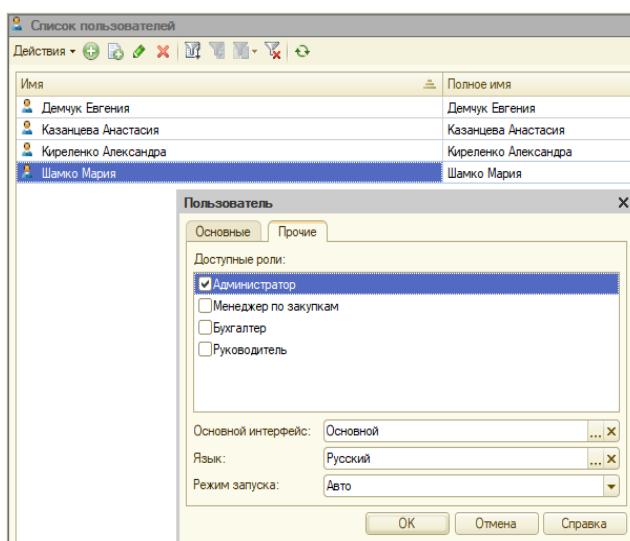 Список пользователей
Действия
Имя Полное имя
Демчук Евгения Демчук Евгения
Казанцева Анастасия Казанцева Анастасия
Киреленко Александра Киреленко Александра
Шамко Мария Шамко Мария
Пользователь
Основные Прочие
Доступные роли:
Администратор
Менеджер по закупкам
Бухгалтер
Руководитель
Основной интерфейс: Основной ...
Язык: Русский ...
Режим запуска: Авто
ОК Отмена Справка